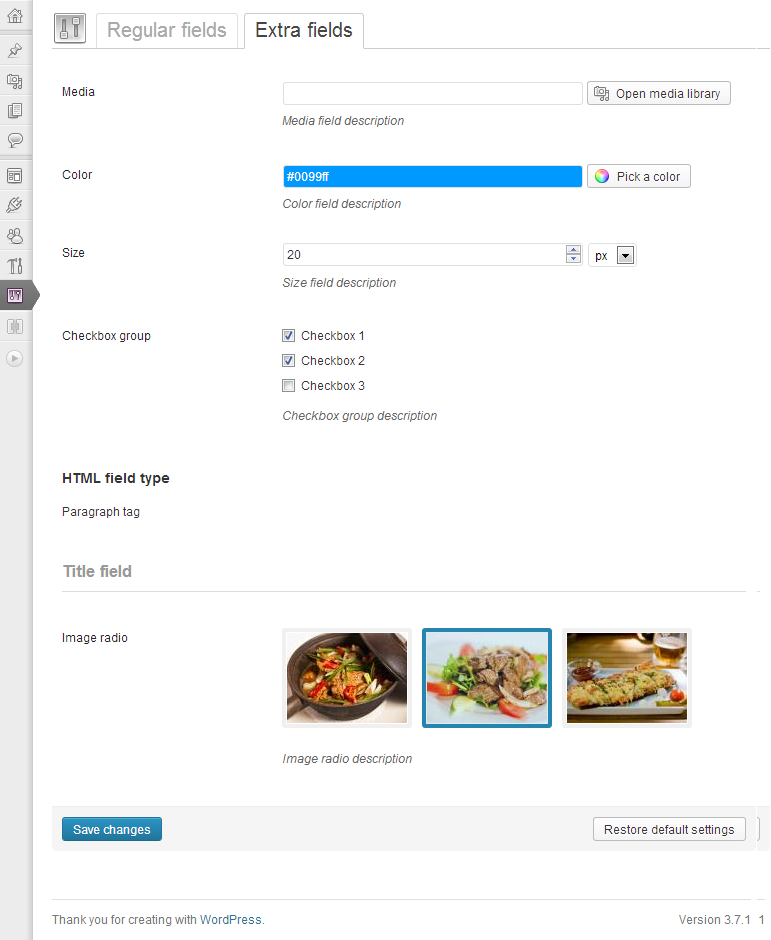 Regular fields Extra fields
Media Open media library
Media field description
Color #0099ff Pick a color
Color field description
Size 20 px
Size field description
Checkbox group Checkbox 1
Checkbox 2
Checkbox 3
Checkbox group description
HTML field type
Paragraph tag
Title field
Image radio
Image radio description
Save changes Restore default settings
Thank you for creating with WordPress. Version 3.7.1 1